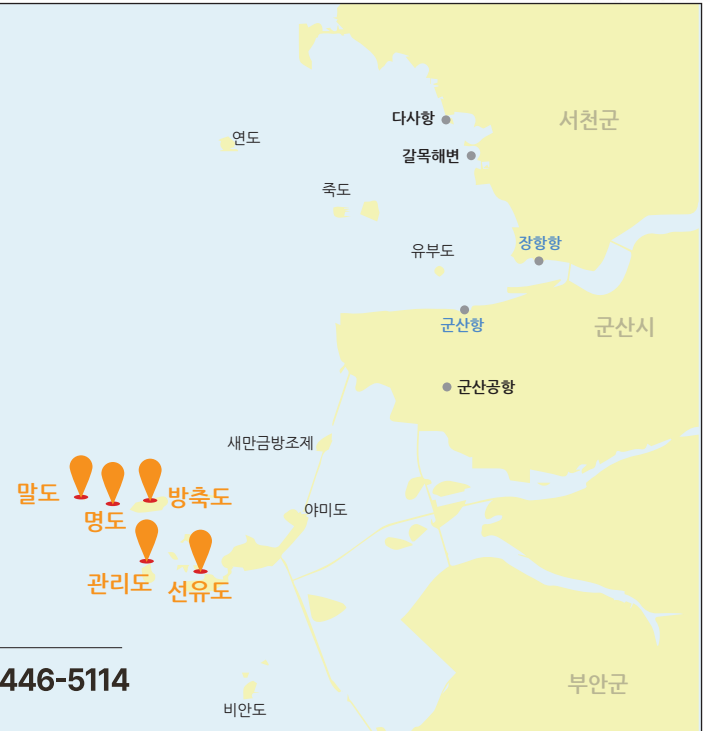 다사항
서천군
연도
갈목해변
죽도
유부도
장항항
군산항
군산시
군산공항
새만금방조제
말도
방축도
야미도
명도
관리도
선유도
446-5114
부안군
비안도